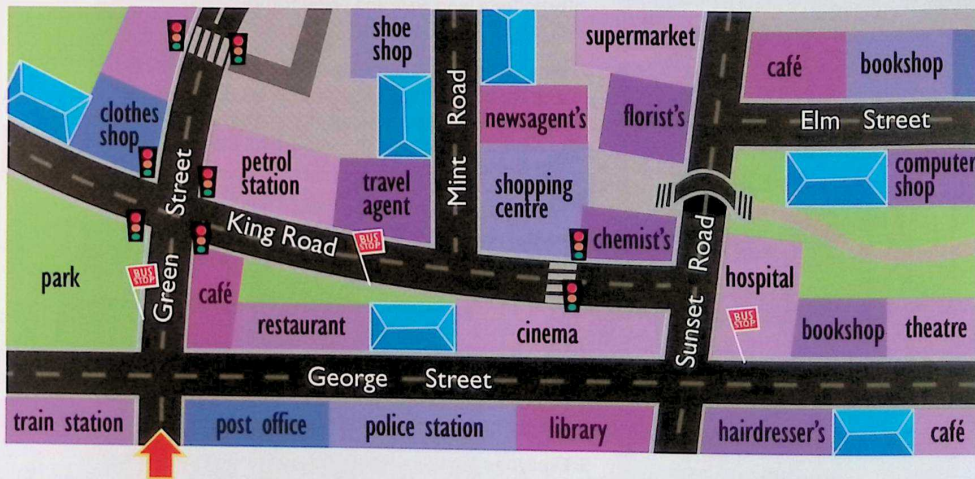 shoe
shop
supermarket
café
bookshop
clothes
shop
newsagent's
florist's
Elm Street
petrol
station
travel
agent
Mint Road
shopping
centre
computer
shop
Green Street
King Road
BUS
STOP
chemist's
Sunset Road
hospital
park
BUS
STOP
café
restaurant
cinema
BUS
STOP
bookshop
theatre
George Street
train station
post office
police station
library
hairdresser's
café